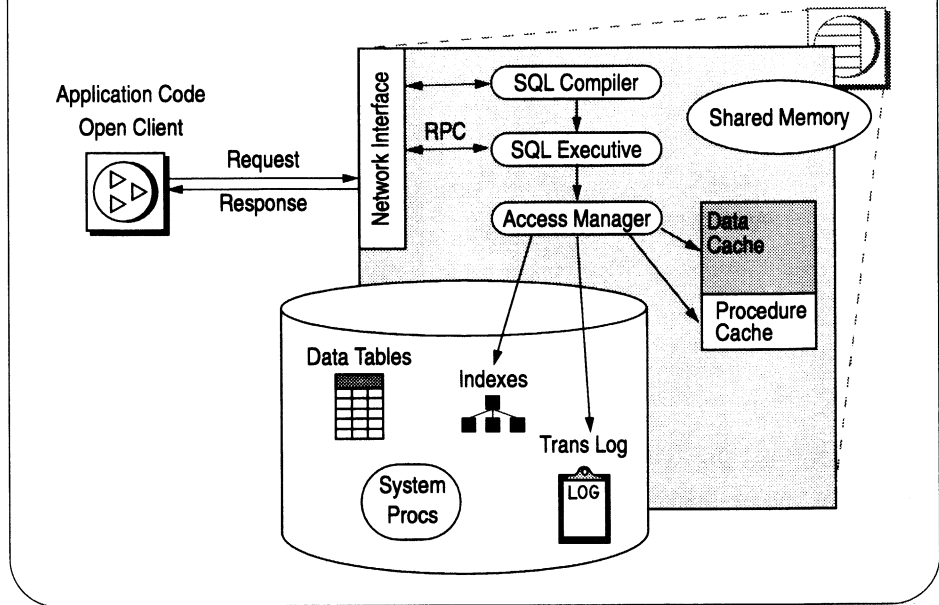 Application Code
Open Client
Request
Response
Network Interface
RPC
SQL Compiler
SQL Executive
Access Manager
Shared Memory
Data
Cache
Procedure
Cache
Data Tables
Indexes
Trans Log
LOG
System
Procs